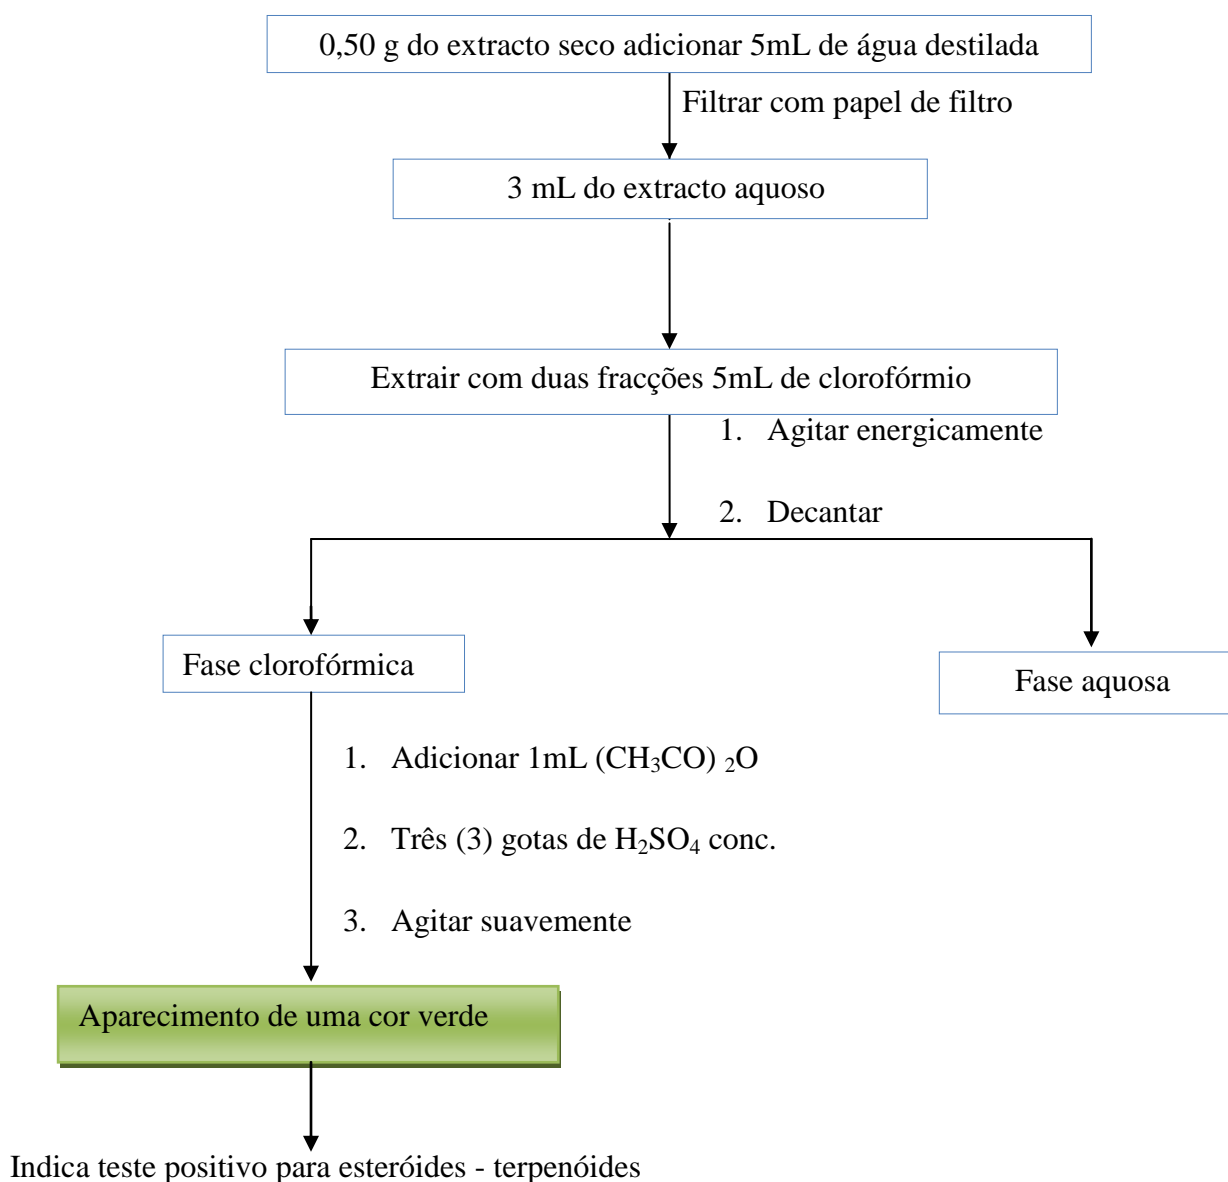 0,50 g do extracto seco adicionar 5mL de água destilada
Filtrar com papel de filtro
3 mL do extracto aquoso
Extrair com duas fracções 5mL de clorofórmio
1. Agitar energicamente
2. Decantar
Fase clorofórmica
Fase aquosa
1. Adicionar 1mL (CH₃CO) ₂O
2. Três (3) gotas de H₂SO₄ conc.
3. Agitar suavemente
Aparecimento de uma cor verde
Indica teste positivo para esteróides - terpenóides